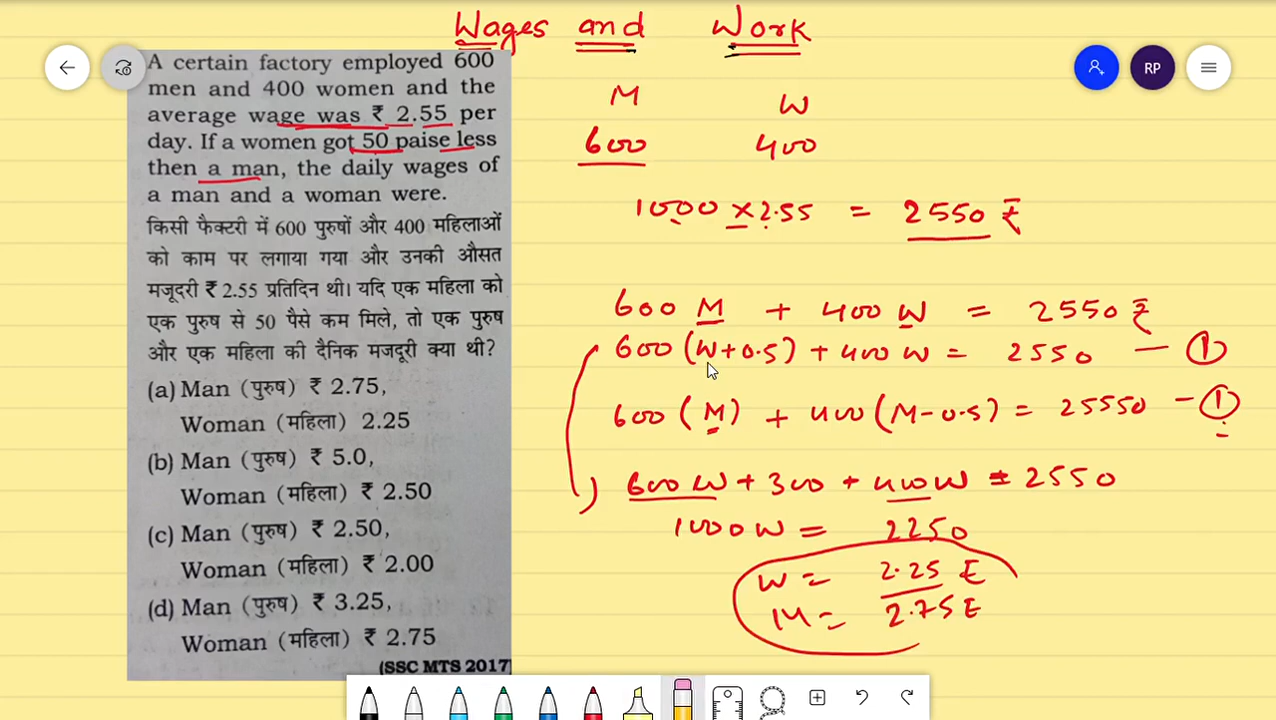 Wages and Work
A certain factory employed 600
men and 400 women and the
average wage was ₹ 2.55 per
day. If a women got 50 paise less
then a man, the daily wages of
a man and a woman were.
किसी फैक्टरी में 600 पुरुषों और 400 महिलाओं
को काम पर लगाया गया और उनकी औसत
मजूदरी ₹ 2.55 प्रतिदिन थी। यदि एक महिला को
एक पुरुष से 50 पैसे कम मिले, तो एक पुरुष
और एक महिला की दैनिक मजदूरी क्या थी?
(a) Man (पुरुष) ₹ 2.75,
Woman (महिला) 2.25
(b) Man (पुरुष) ₹ 5.0,
Woman (महिला) ₹ 2.50
(c) Man (पुरुष) ₹ 2.50,
Woman (महिला) ₹ 2.00
(d) Man (पुरुष) ₹ 3.25,
Woman (महिला) ₹ 2.75
(SSC MTS 2017)
M W
600 400
1000 × 2.55 = 2550 ₹
600 M + 400 W = 2550 ₹
600 (W+0.5) + 400 W = 2550 — ①
600 (M) + 400 (M-0.5) = 25550 - ①
600 W + 300 + 400 W = 2550
1000 W = 2250
W = 2.25 ₹
M = 2.75 ₹
RP